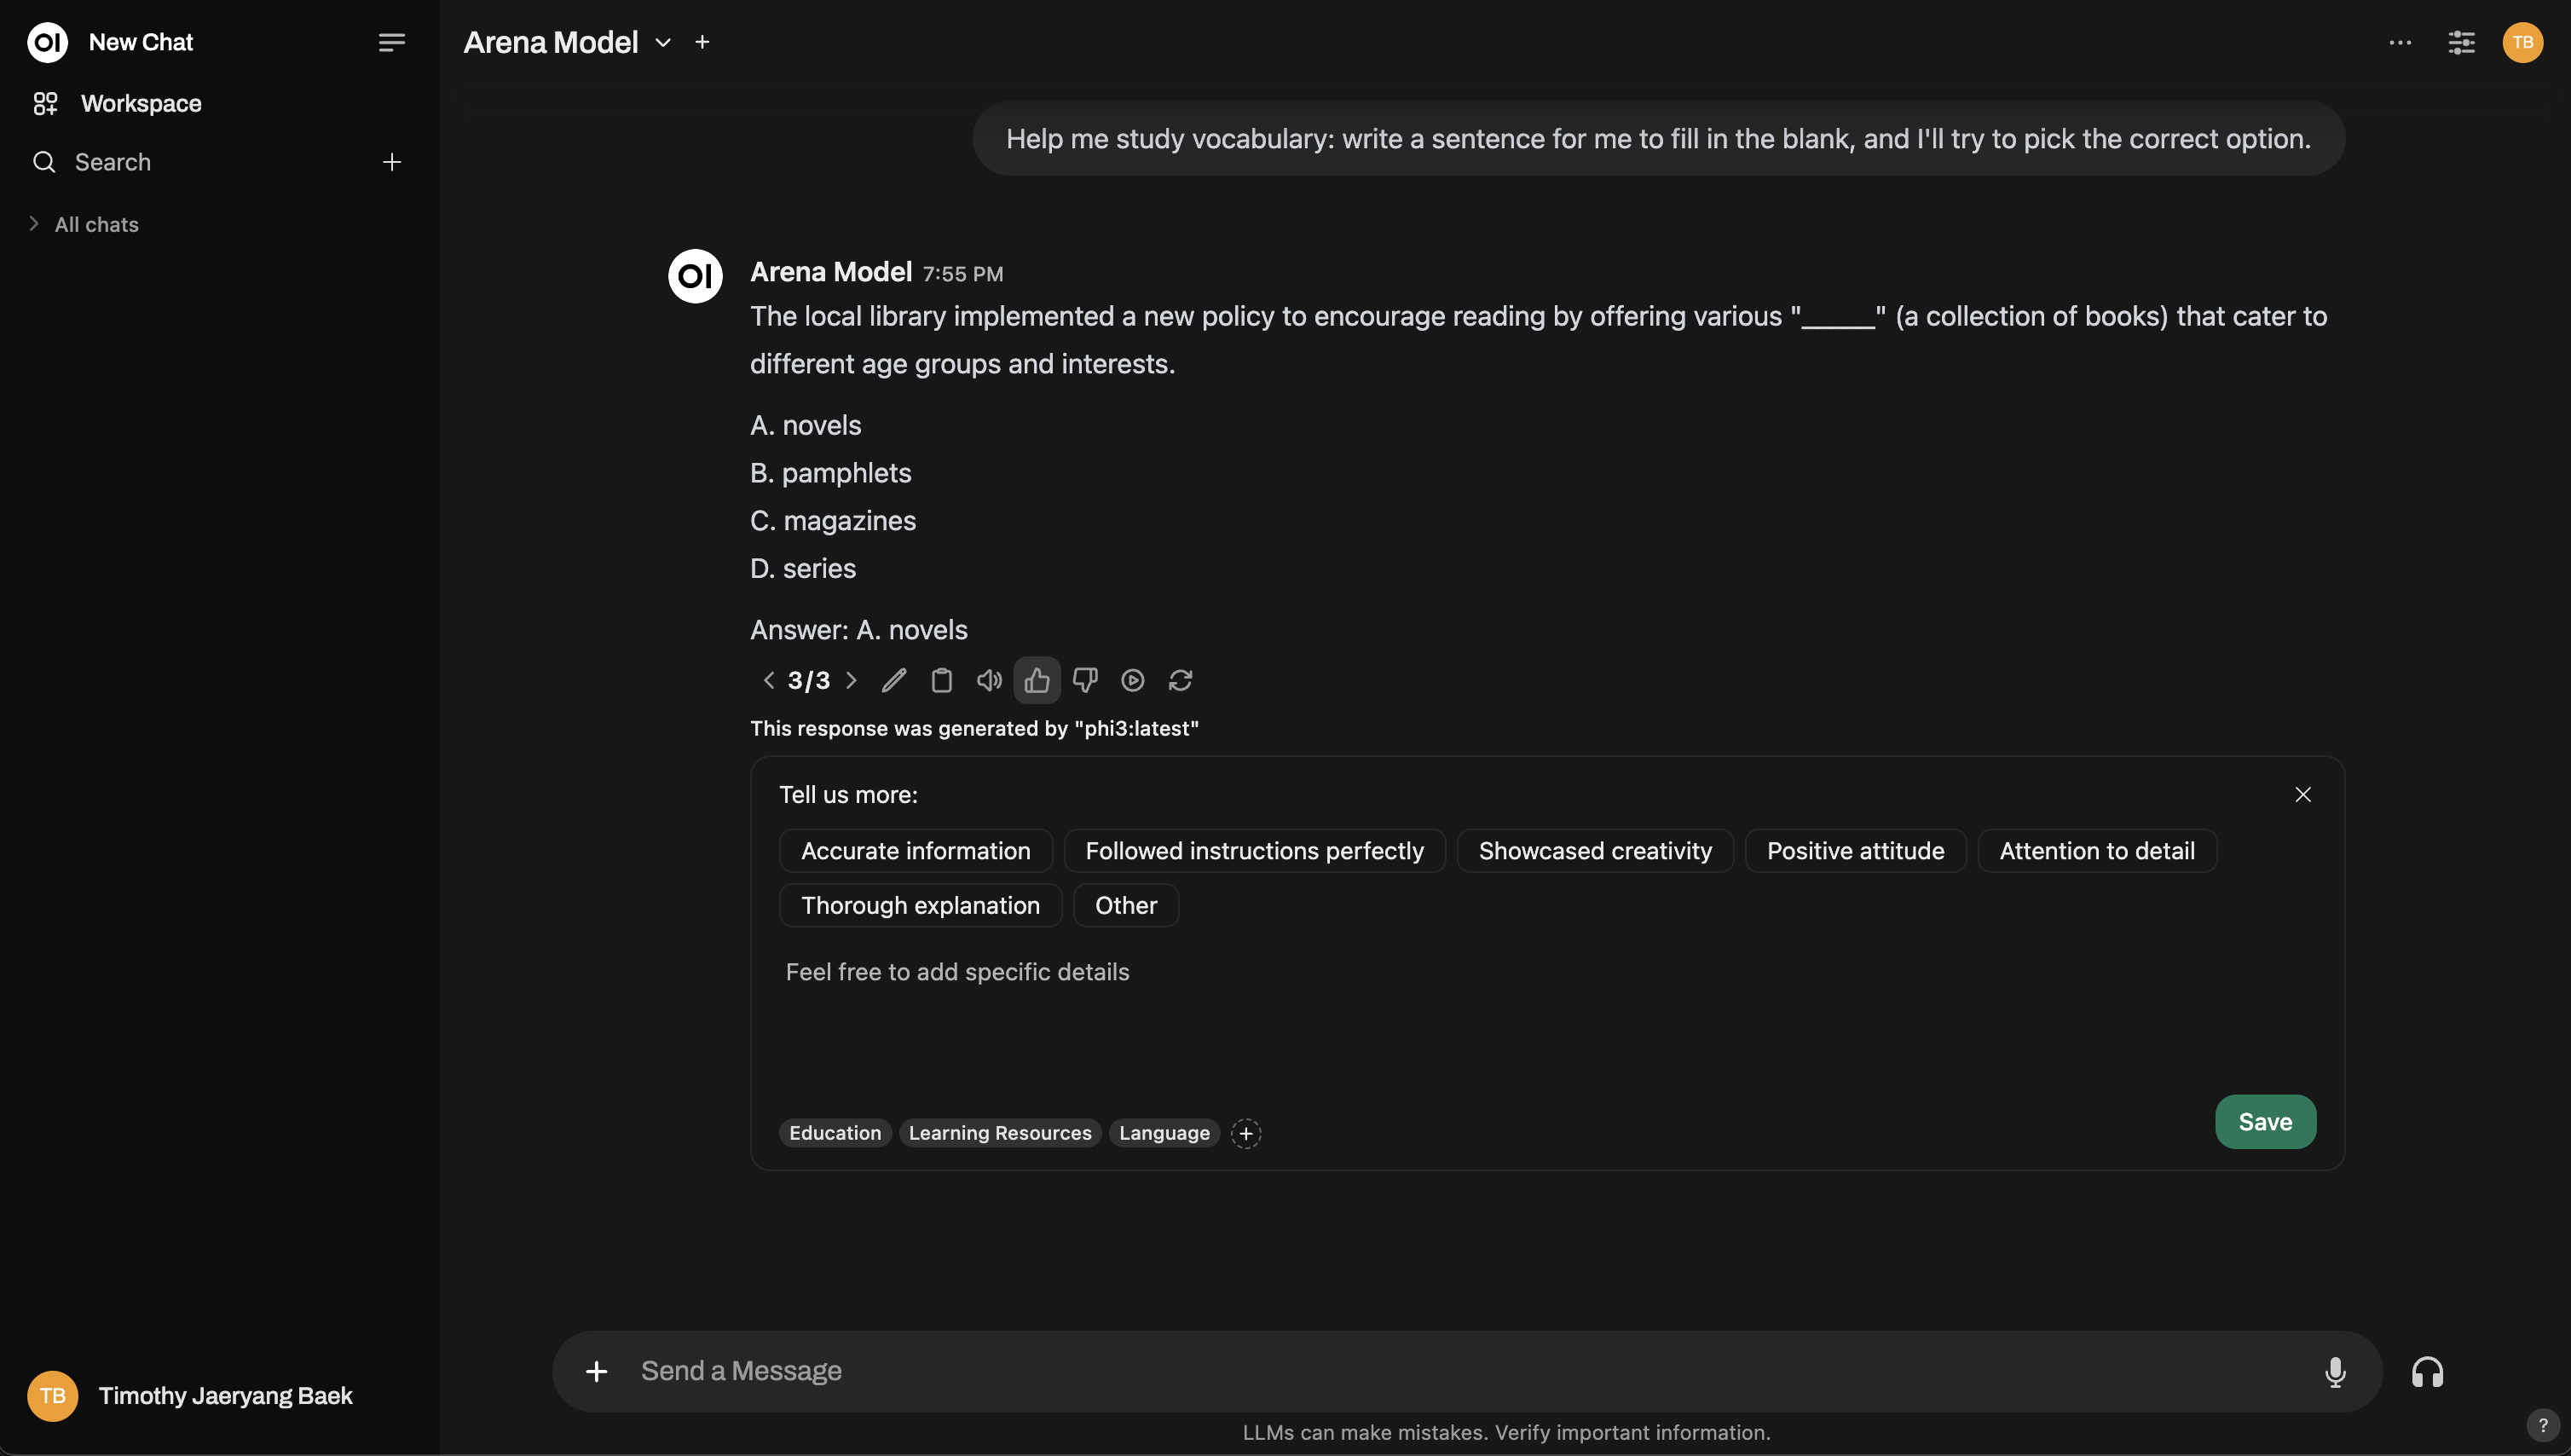 OI New Chat
Workspace
Search
All chats
Arena Model
TB
Help me study vocabulary: write a sentence for me to fill in the blank, and I'll try to pick the correct option.
OI
Arena Model 7:55 PM
The local library implemented a new policy to encourage reading by offering various "_____" (a collection of books) that cater to
different age groups and interests.
A. novels
B. pamphlets
C. magazines
D. series
Answer: A. novels
3/3
This response was generated by "phi3:latest"
Tell us more:
Accurate information Followed instructions perfectly Showcased creativity Positive attitude Attention to detail
Thorough explanation Other
Feel free to add specific details
Education Learning Resources Language
Save
Send a Message
LLMs can make mistakes. Verify important information.
?
TB Timothy Jaeryang Baek